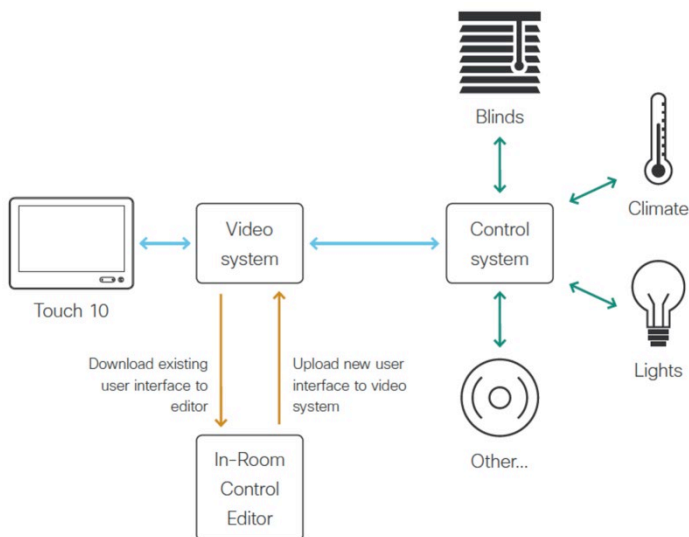 Blinds
Climate
Video
system
Control
system
Touch 10
Lights
Download existing
user interface to
editor
Upload new user
interface to video
system
In-Room
Control
Editor
Other...